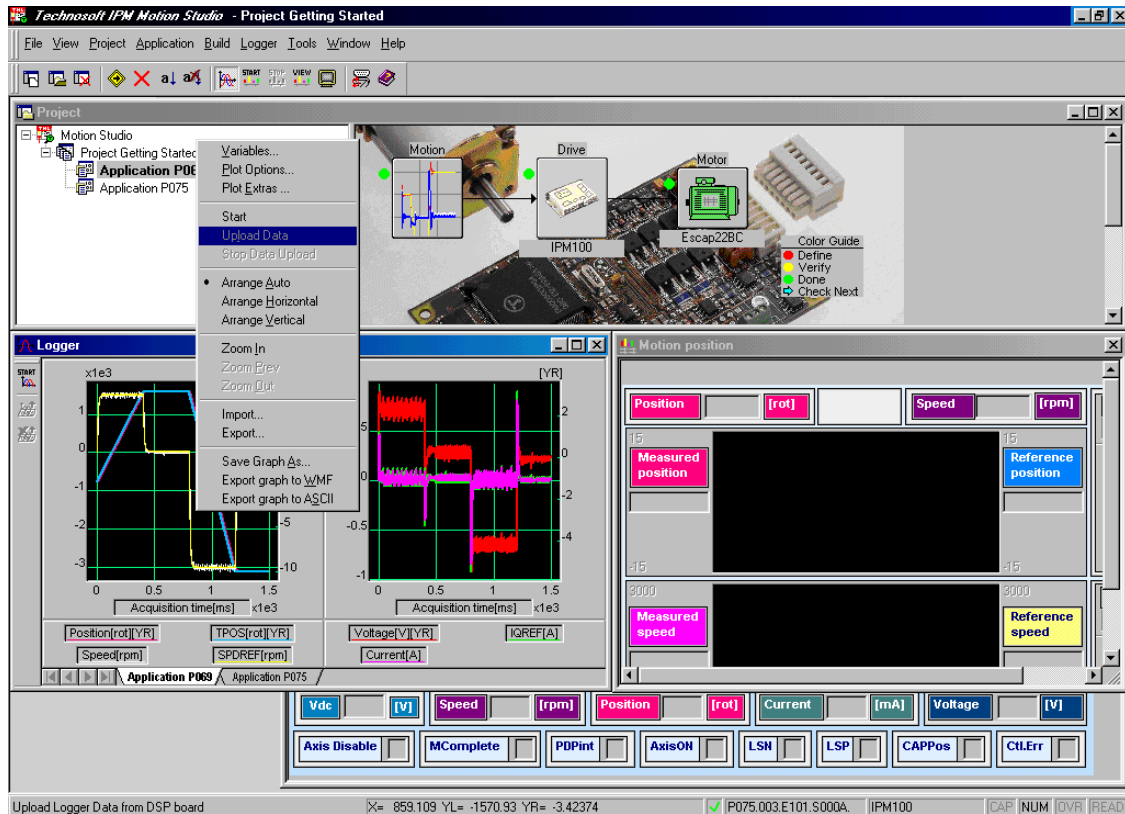 Technosoft IPM Motion Studio - Project Getting Started
File View Project Application Build Logger Tools Window Help
START STOP VIEW
Project
Motion Studio
Project Getting Started
Application P06
Application P075
Variables...
Plot Options...
Plot Extras ...
Start
Upload Data
Stop Data Upload
Arrange Auto
Arrange Horizontal
Arrange Vertical
Zoom In
Zoom Prev
Zoom Out
Import...
Export...
Save Graph As...
Export graph to WMF
Export graph to ASCII
Motion
Drive
IPM100
Motor
Escap22BC
Color Guide
Define
Verify
Done
Check Next
Logger
START
x1e3
1
0
-1
-2
-3
-5
-10
0 0.5 1 1.5
Acquisition time[ms] x1e3
Position[rot][YR] TPOS[rot][YR]
Speed[rpm] SPDREF[rpm]
[YR]
5
0
-0.5
-1
2
0
-2
-4
0 0.5 1 1.5
Acquisition time[ms] x1e3
Voltage[V][YR] IQREF[A]
Current[A]
Application P069 Application P075
Motion position
Position [rot] Speed [rpm]
15 15
Measured position
Reference position
-15 -15
3000 3000
Measured speed
Reference speed
Vdc [V] Speed [rpm] Position [rot] Current [mA] Voltage [V]
Axis Disable MComplete PDPint AxisON LSN LSP CAPPos Ctl.Err
Upload Logger Data from DSP board X= 859.109 YL= -1570.93 YR= -3.42374 P075.003.E101.S000A. IPM100 CAP NUM OVR READ